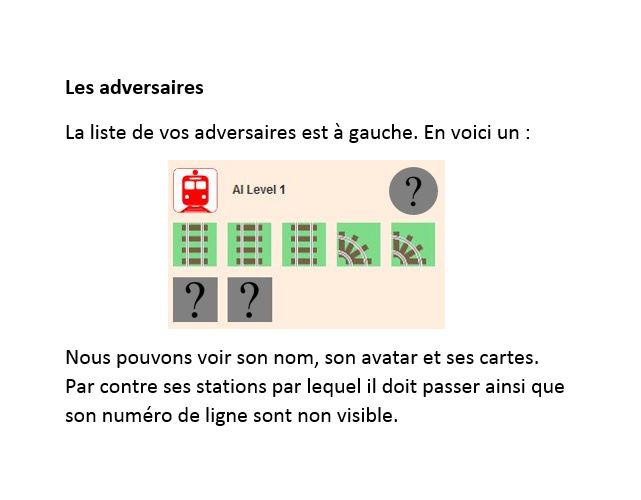 Les adversaires
La liste de vos adversaires est à gauche. En voici un :
AI Level 1
?
? ?
Nous pouvons voir son nom, son avatar et ses cartes.
Par contre ses stations par lequel il doit passer ainsi que
son numéro de ligne sont non visible.